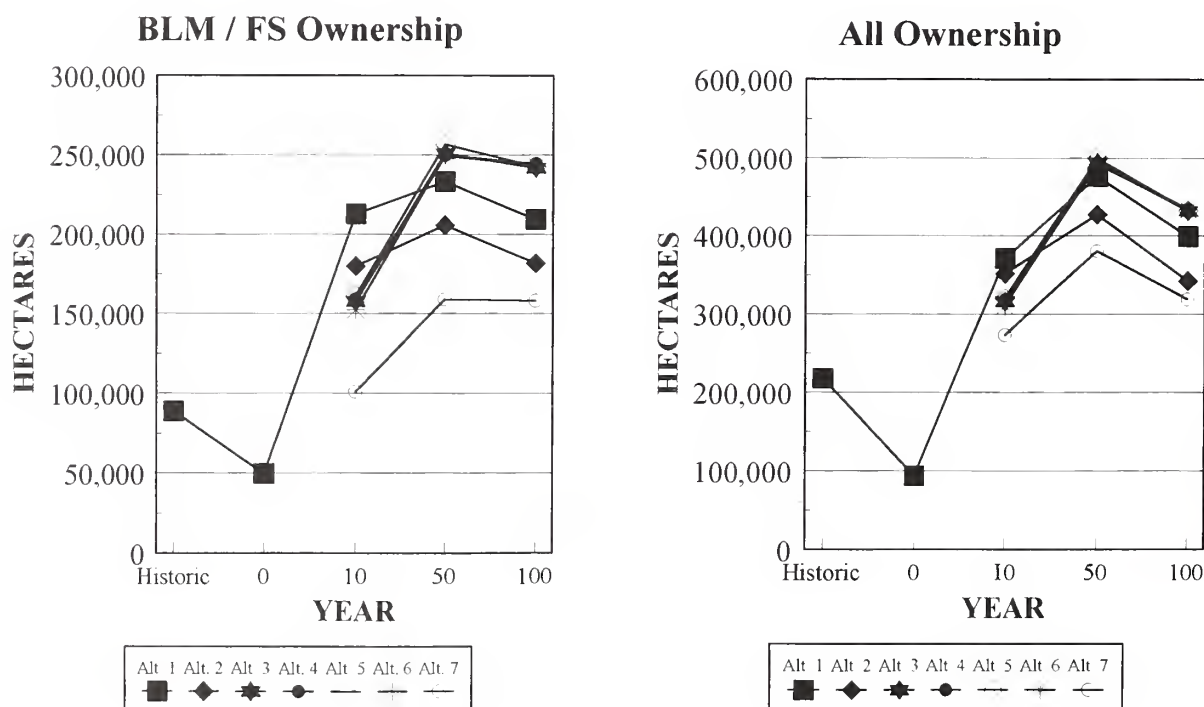 BLM / FS Ownership
300,000
250,000
200,000
150,000
100,000
50,000
0
HECTARES
Historic 0 10 50 100
YEAR
Alt 1 Alt. 2 Alt 3 Alt. 4 Alt 5 Alt. 6 Alt. 7
All Ownership
600,000
500,000
400,000
300,000
200,000
100,000
0
HECTARES
Historic 0 10 50 100
YEAR
Alt 1 Alt 2 Alt 3 Alt 4 Alt 5 Alt 6 Alt 7